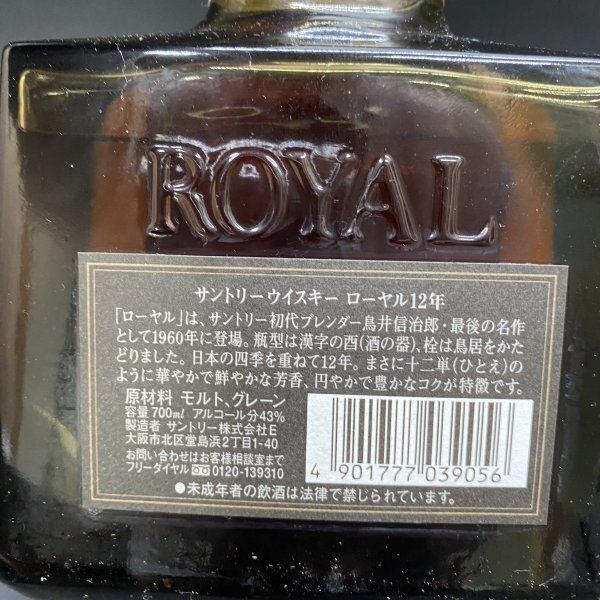 ROYAL
サントリーウイスキー ローヤル12年
「ローヤル」は、サントリー初代ブレンダー鳥井信治郎・最後の名作
として1960年に登場。瓶型は漢字の酉(酒の器)、栓は鳥居をかた
どりました。日本の四季を重ねて12年。まさに十二単(ひとえ)の
ように華やかで鮮やかな芳香、円やかで豊かなコクが特徴です。
原材料 モルト、グレーン
容量700ml アルコール分43%
製造者 サントリー株式会社E
大阪市北区堂島浜2丁目1-40
お問い合わせはお客様相談室まで
フリーダイヤル 0120-139310
4 901777 039056
●未成年者の飲酒は法律で禁じられています。